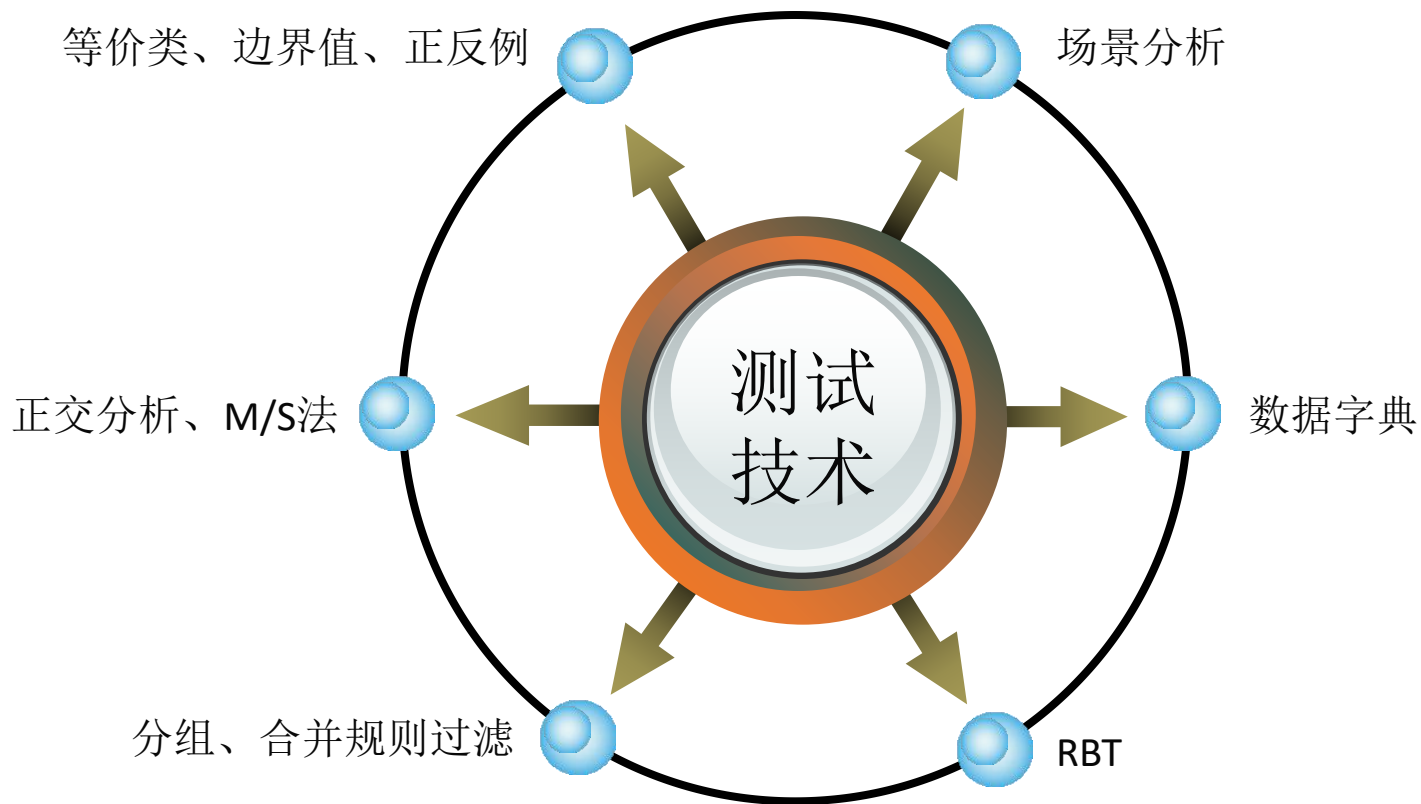 等价类、边界值、正反例
场景分析
测试
技术
正交分析、M/S法
数据字典
分组、合并规则过滤
RBT